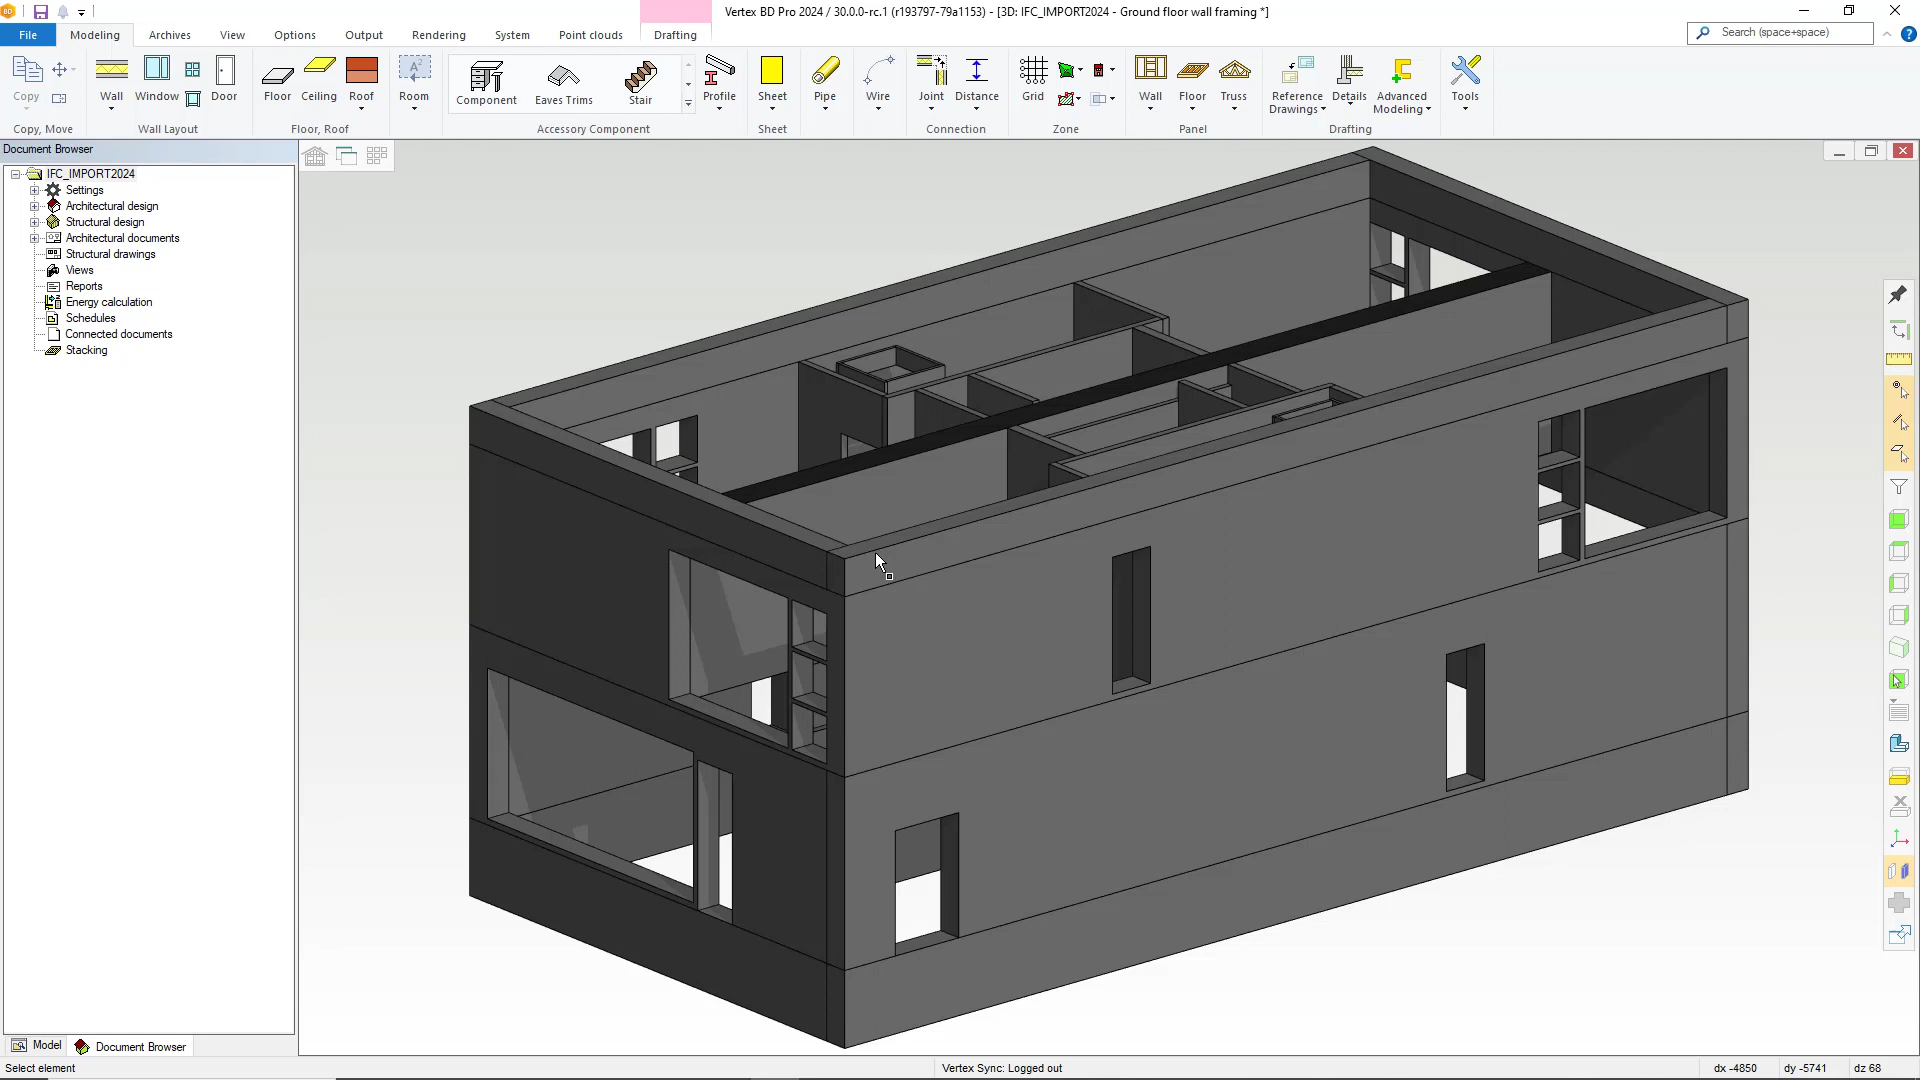 BD
Vertex BD Pro 2024 / 30.0.0-rc.1 (r193797-79a1153) - [3D: IFC_IMPORT2024 - Ground floor wall framing *]
File Modeling Archives View Options Output Rendering System Point clouds Drafting
Search (space+space)
Copy Wall Window Door Floor Ceiling Roof Room Component Eaves Trims Stair Profile Sheet Pipe Wire Joint Distance Grid Wall Floor Truss Reference Drawings Details Advanced Modeling Tools
Copy, Move Wall Layout Floor, Roof Accessory Component Sheet Connection Zone Panel Drafting
Document Browser
IFC_IMPORT2024
Settings
Architectural design
Structural design
Architectural documents
Structural drawings
Views
Reports
Energy calculation
Schedules
Connected documents
Stacking
Model Document Browser
Select element Vertex Sync: Logged out dx -4850 dy -5741 dz 68